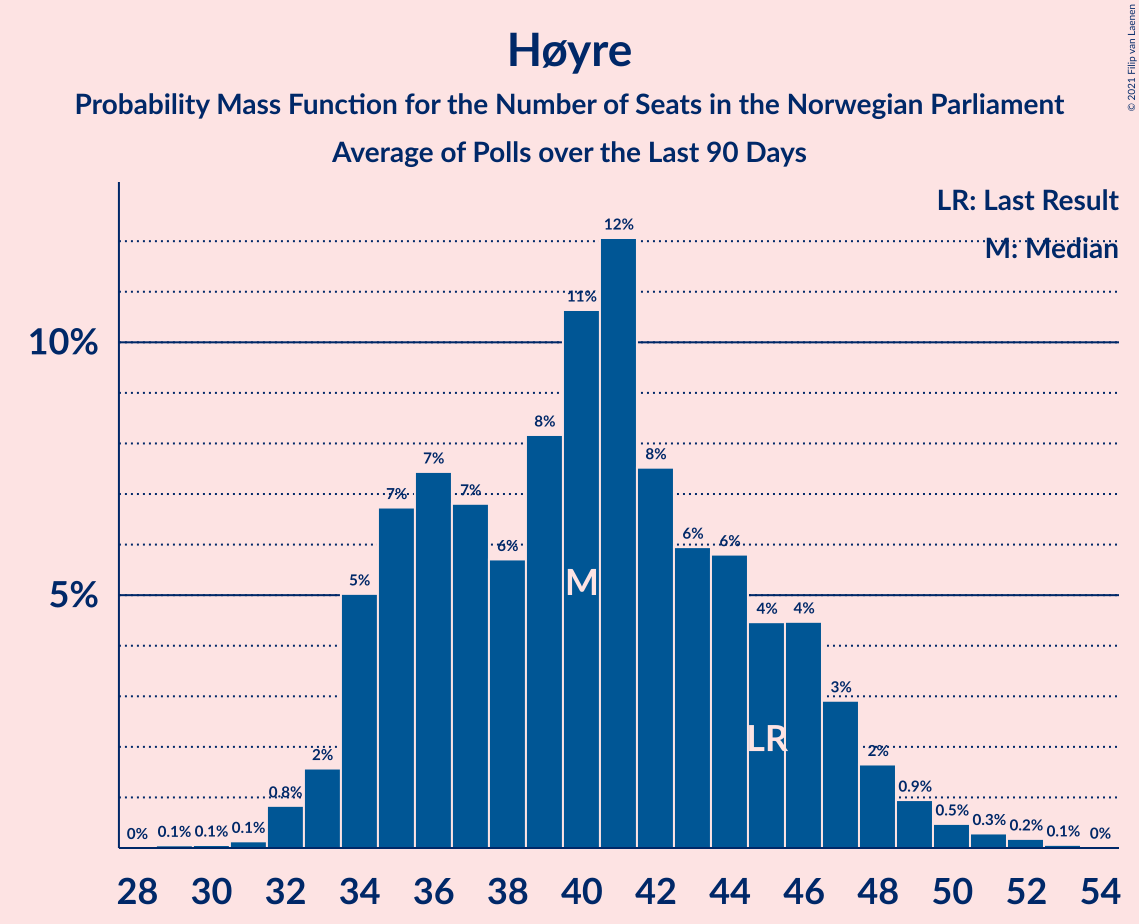 Høyre
Probability Mass Function for the Number of Seats in the Norwegian Parliament
Average of Polls over the Last 90 Days
© 2021 Filip van Laenen
LR: Last Result
M: Median
10%
5%
0% 0.1% 0.1% 0.1% 0.8% 2% 5% 7% 7% 7% 6% 8% 11% 12% 8% 6% 6% 4% 4% 3% 2% 0.9% 0.5% 0.3% 0.2% 0.1% 0%
M
LR
28 30 32 34 36 38 40 42 44 46 48 50 52 54